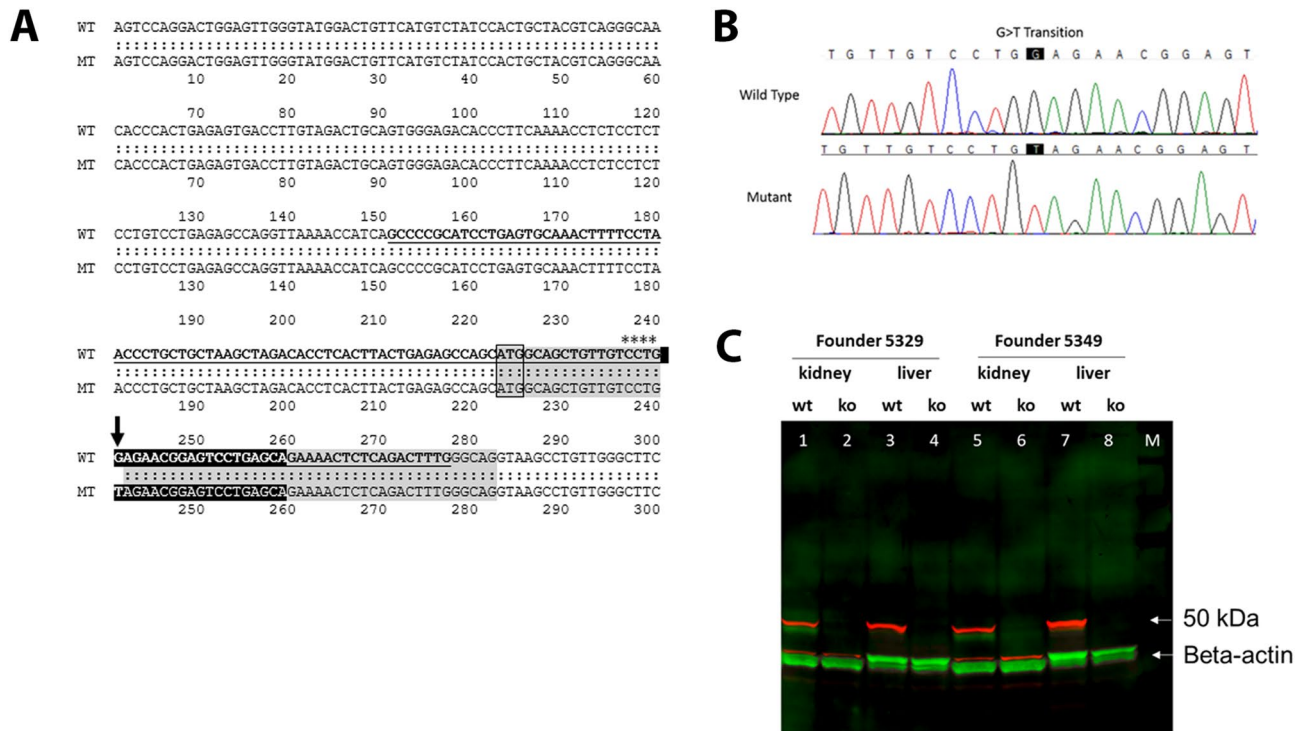 A
WT AGTCCAGGACTGGAGTTGGGTATGGACTGTTCATGTCTATCCACTGCTACGTCAGGGCAA
::::::::::::::::::::::::::::::::::::::::::::::::::::::::::::
MT AGTCCAGGACTGGAGTTGGGTATGGACTGTTCATGTCTATCCACTGCTACGTCAGGGCAA
10 20 30 40 50 60
70 80 90 100 110 120
WT CACCCACTGAGAGTGACCTTGTAGACTGCAGTGGGAGACACCCTTCAAAACCTCTCCTCT
::::::::::::::::::::::::::::::::::::::::::::::::::::::::::::
MT CACCCACTGAGAGTGACCTTGTAGACTGCAGTGGGAGACACCCTTCAAAACCTCTCCTCT
70 80 90 100 110 120
130 140 150 160 170 180
WT CCTGTCCTGAGAGCCAGGTTAAAACCATCAGCCCCGCATCCTGAGTGCAAACTTTTCCTA
::::::::::::::::::::::::::::::::::::::::::::::::::::::::::::
MT CCTGTCCTGAGAGCCAGGTTAAAACCATCAGCCCCGCATCCTGAGTGCAAACTTTTCCTA
130 140 150 160 170 180
190 200 210 220 230 240
****
WT ACCCTGCTGCTAAGCTAGACACCTCACTTACTGAGAGCCAGCATGGCAGCTGTTGTCCTG
::::::::::::::::::::::::::::::::::::::::::::::::::::::::::::
MT ACCCTGCTGCTAAGCTAGACACCTCACTTACTGAGAGCCAGCATGGCAGCTGTTGTCCTG
190 200 210 220 230 240
250 260 270 280 290 300
WT GAGAACGGAGTCCTGAGCAGAAAACTCTCAGACTTTGGGCAGGTAAGCCTGTTGGGCTTC
:::::::::::::::::::::::::::::::::::::::::::::::::::::::::::
MT TAGAACGGAGTCCTGAGCAGAAAACTCTCAGACTTTGGGCAGGTAAGCCTGTTGGGCTTC
250 260 270 280 290 300
B
G>T Transition
T G T T G T C C T G G A G A A C G G A G T
Wild Type
T G T T G T C C T G T A G A A C G G A G T
Mutant
C
Founder 5329 Founder 5349
kidney liver kidney liver
wt ko wt ko wt ko wt ko
1 2 3 4 5 6 7 8 M
50 kDa
Beta-actin